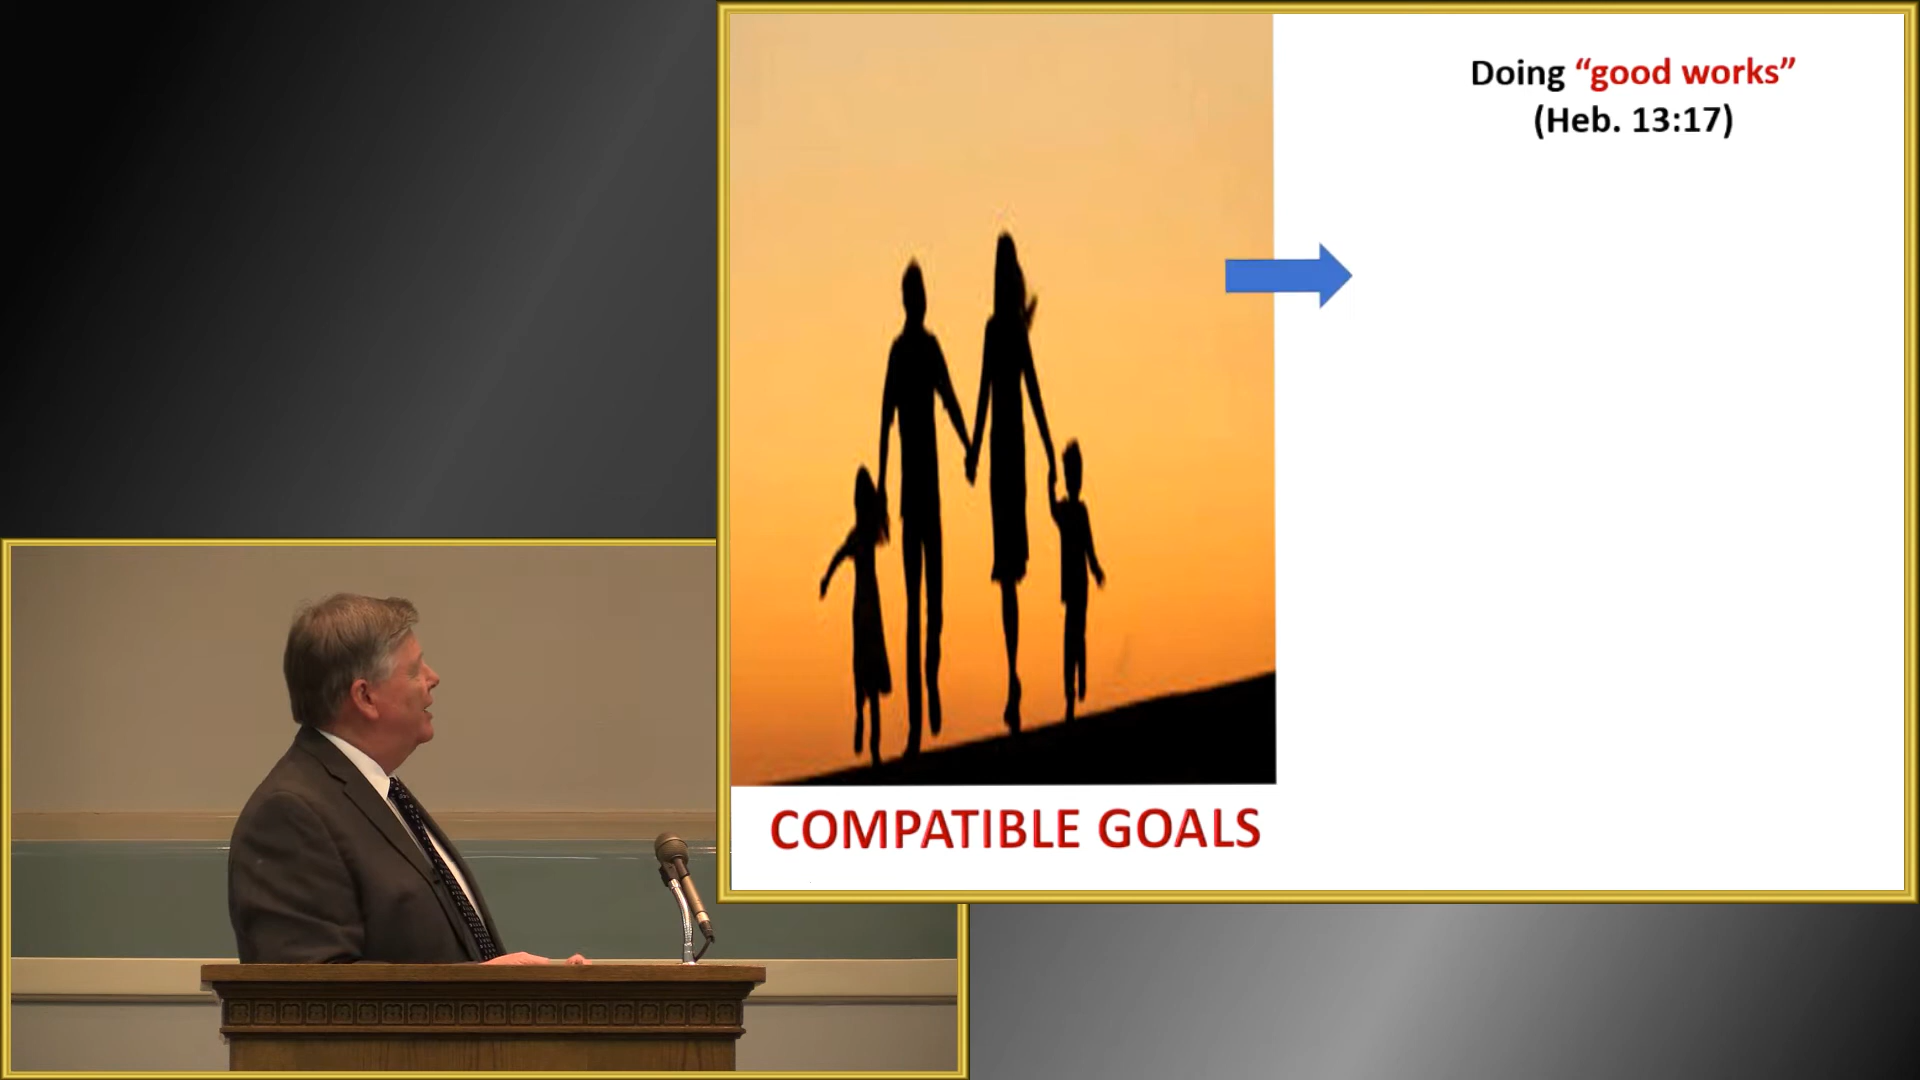 Doing “good works”
(Heb. 13:17)
COMPATIBLE GOALS